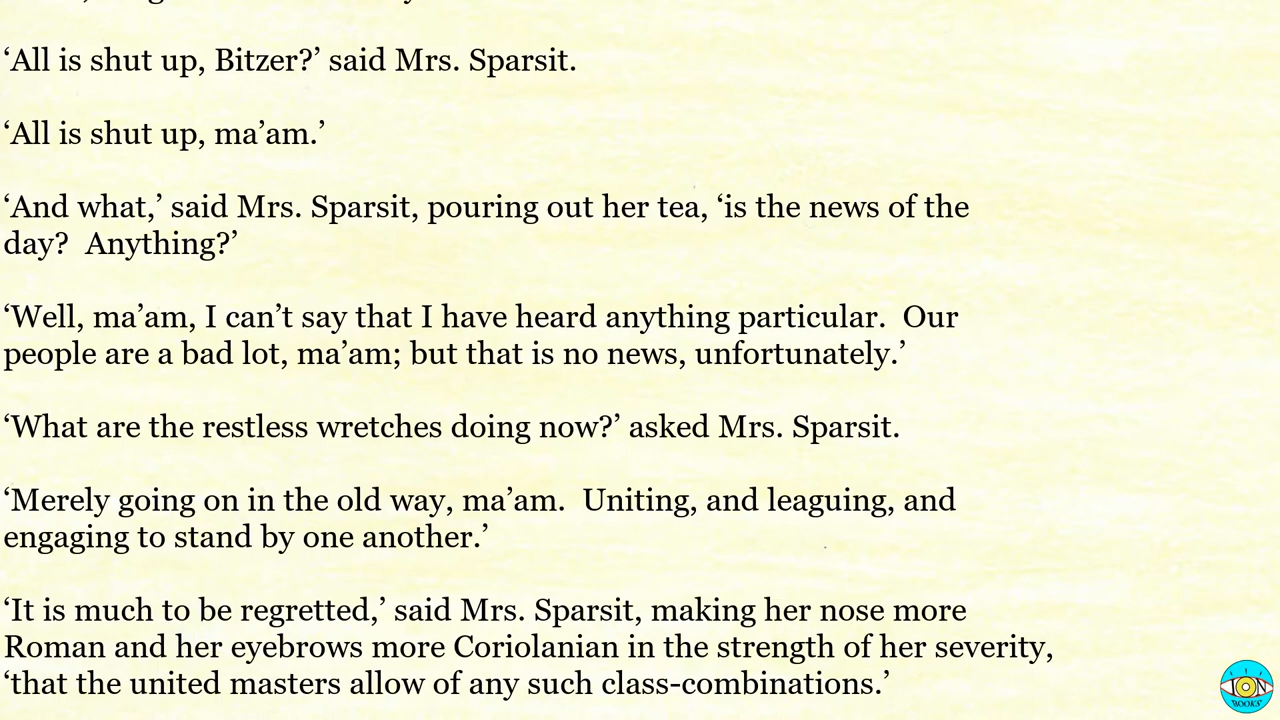 ‘All is shut up, Bitzer?’ said Mrs. Sparsit.
‘All is shut up, ma’am.’
‘And what,’ said Mrs. Sparsit, pouring out her tea, ‘is the news of the
day?  Anything?’
‘Well, ma’am, I can’t say that I have heard anything particular.  Our
people are a bad lot, ma’am; but that is no news, unfortunately.’
‘What are the restless wretches doing now?’ asked Mrs. Sparsit.
‘Merely going on in the old way, ma’am.  Uniting, and leaguing, and
engaging to stand by one another.’
‘It is much to be regretted,’ said Mrs. Sparsit, making her nose more
Roman and her eyebrows more Coriolanian in the strength of her severity,
‘that the united masters allow of any such class-combinations.’
ION
BOOKS